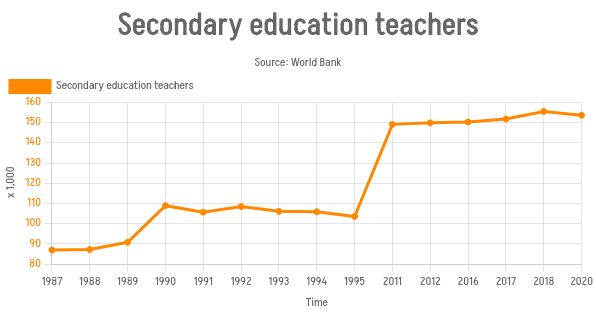 Secondary education teachers
Source: World Bank
Secondary education teachers
160
150
140
130
120
110
100
90
80
x 1,000
1987 1988 1989 1990 1991 1992 1993 1994 1995 2011 2012 2016 2017 2018 2020
Time